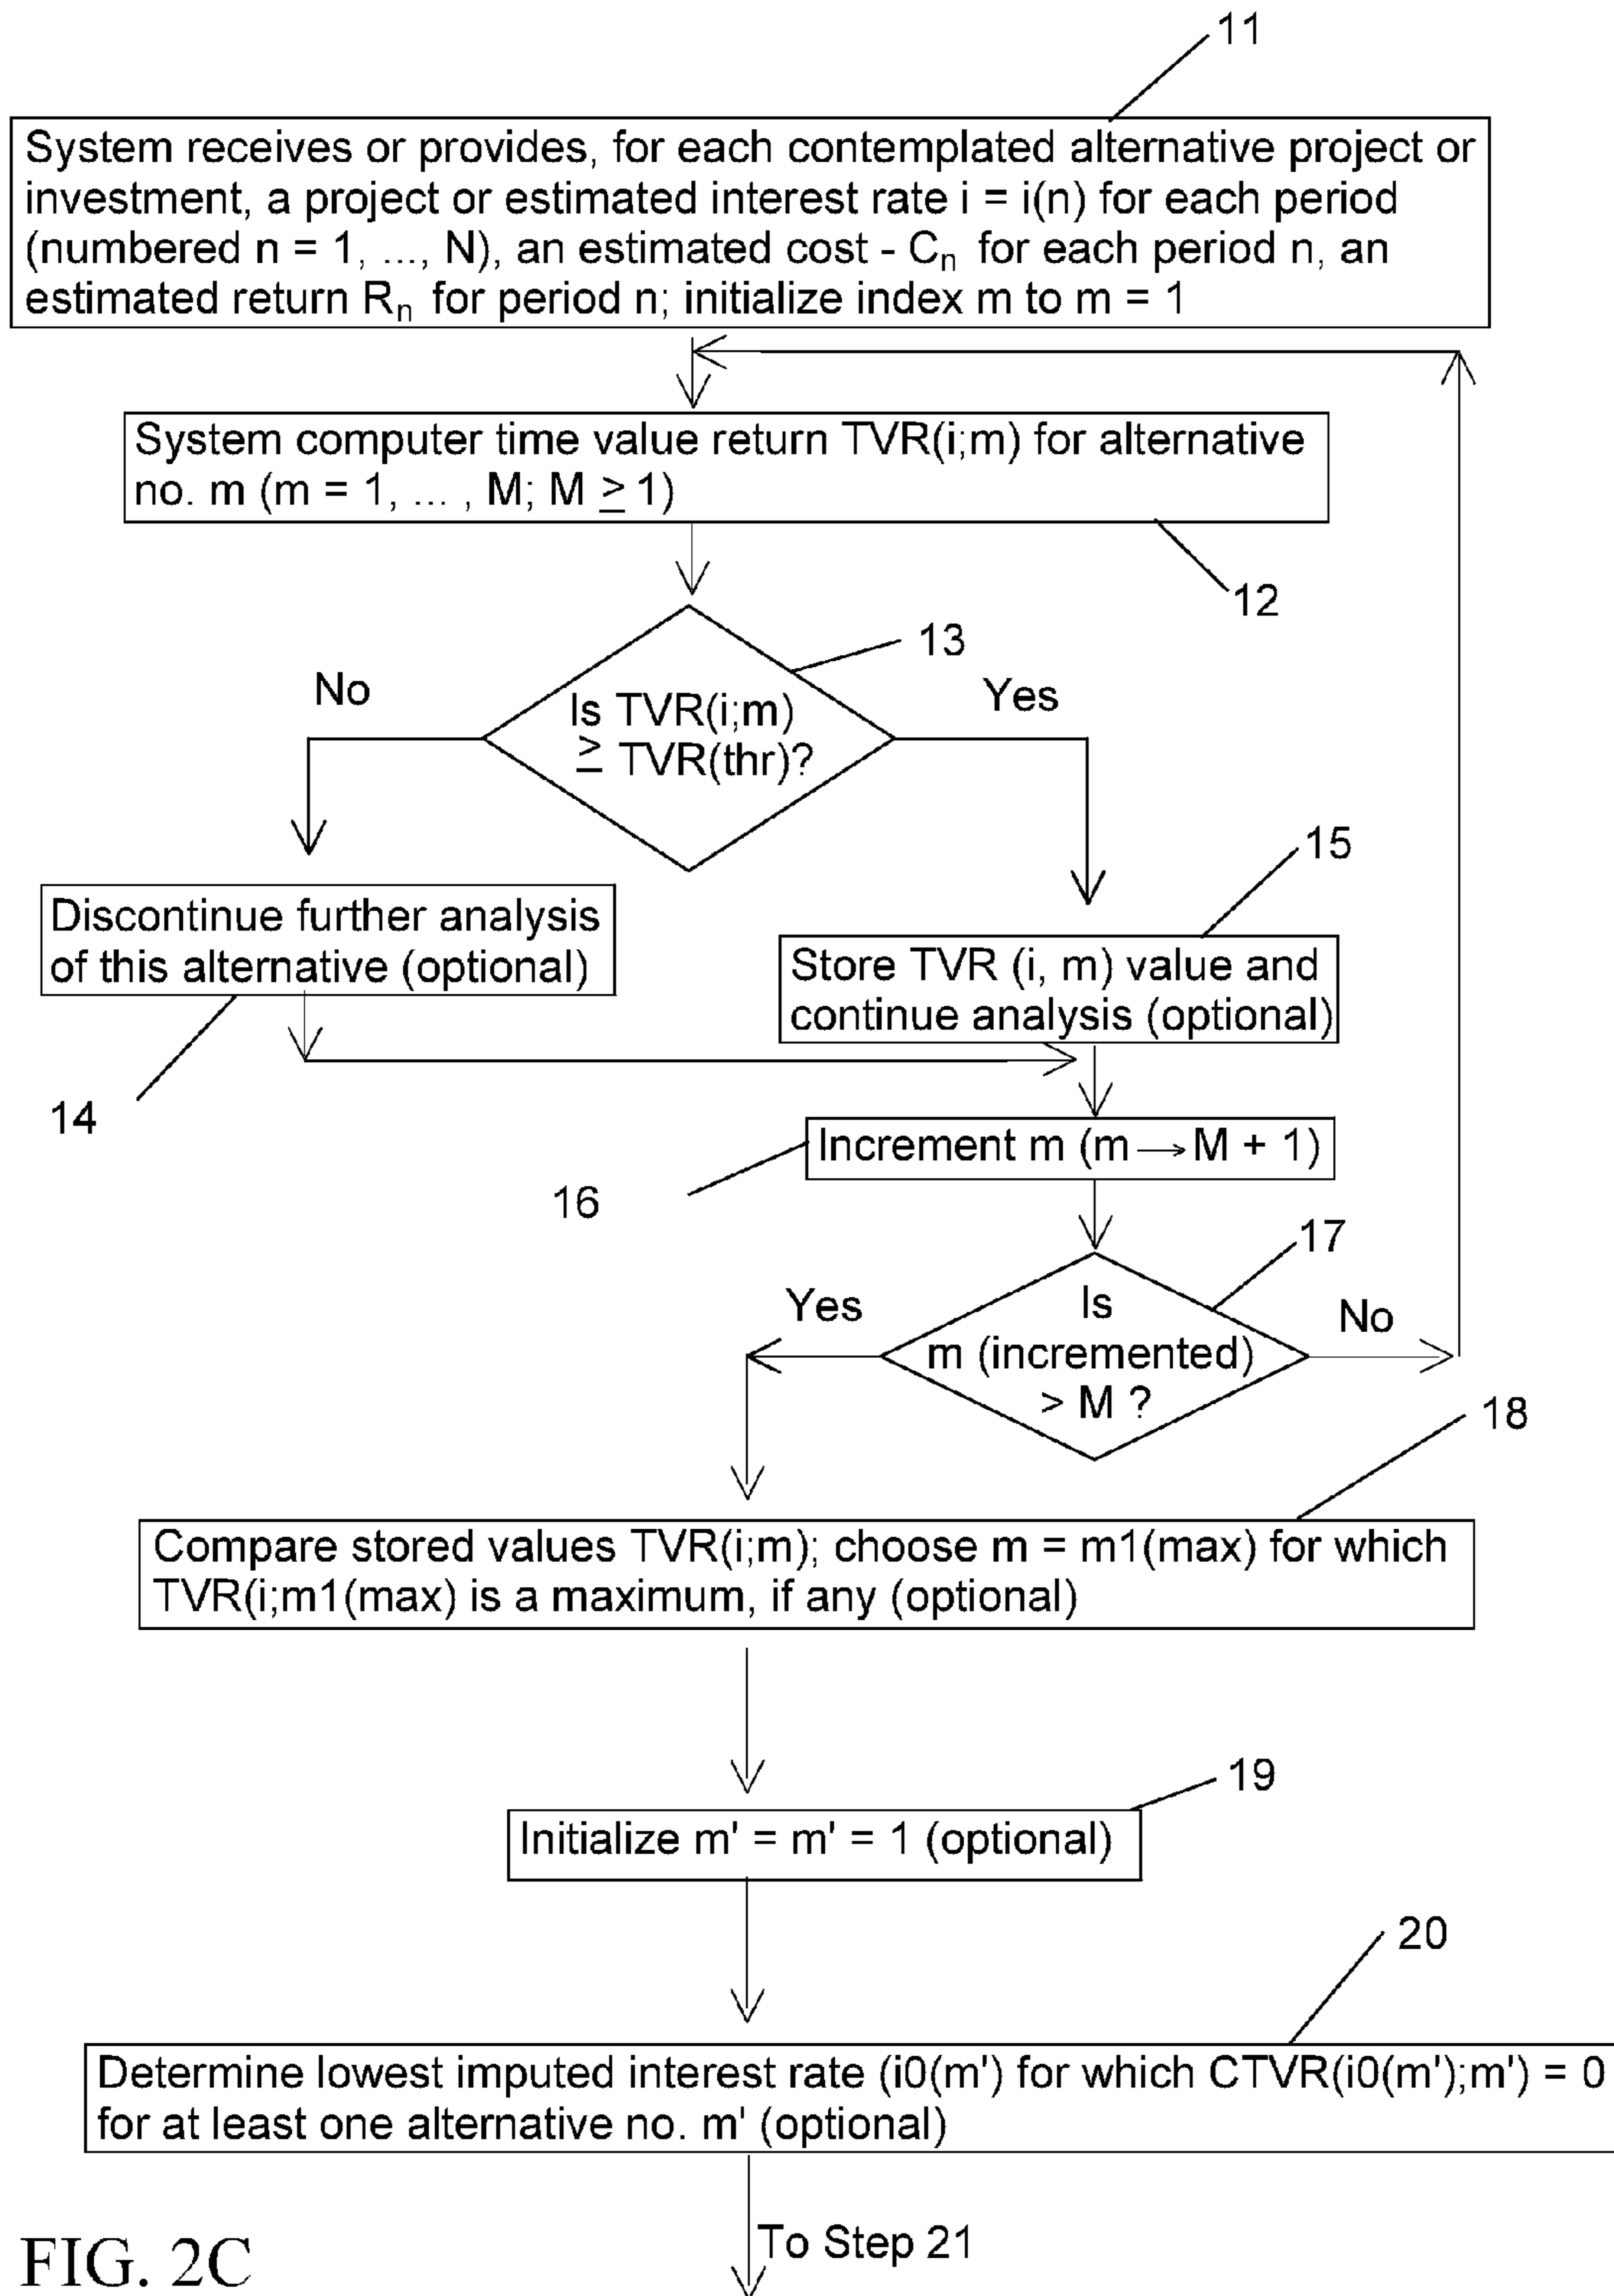 11
System receives or provides, for each contemplated alternative project or
investment, a project or estimated interest rate i = i(n) for each period
(numbered n = 1, ..., N), an estimated cost - Cn for each period n, an
estimated return Rn for period n; initialize index m to m = 1
System computer time value return TVR(i;m) for alternative
no. m (m = 1, ... , M; M ≥ 1)
12
13
No
Yes
Is TVR(i;m)
≥ TVR(thr)?
15
Discontinue further analysis
of this alternative (optional)
Store TVR (i, m) value and
continue analysis (optional)
14
Increment m (m → M + 1)
16
17
Yes
No
Is
m (incremented)
> M ?
18
Compare stored values TVR(i;m); choose m = m1(max) for which
TVR(i;m1(max) is a maximum, if any (optional)
19
Initialize m' = m' = 1 (optional)
20
Determine lowest imputed interest rate (i0(m') for which CTVR(i0(m');m') = 0
for at least one alternative no. m' (optional)
To Step 21
FIG. 2C